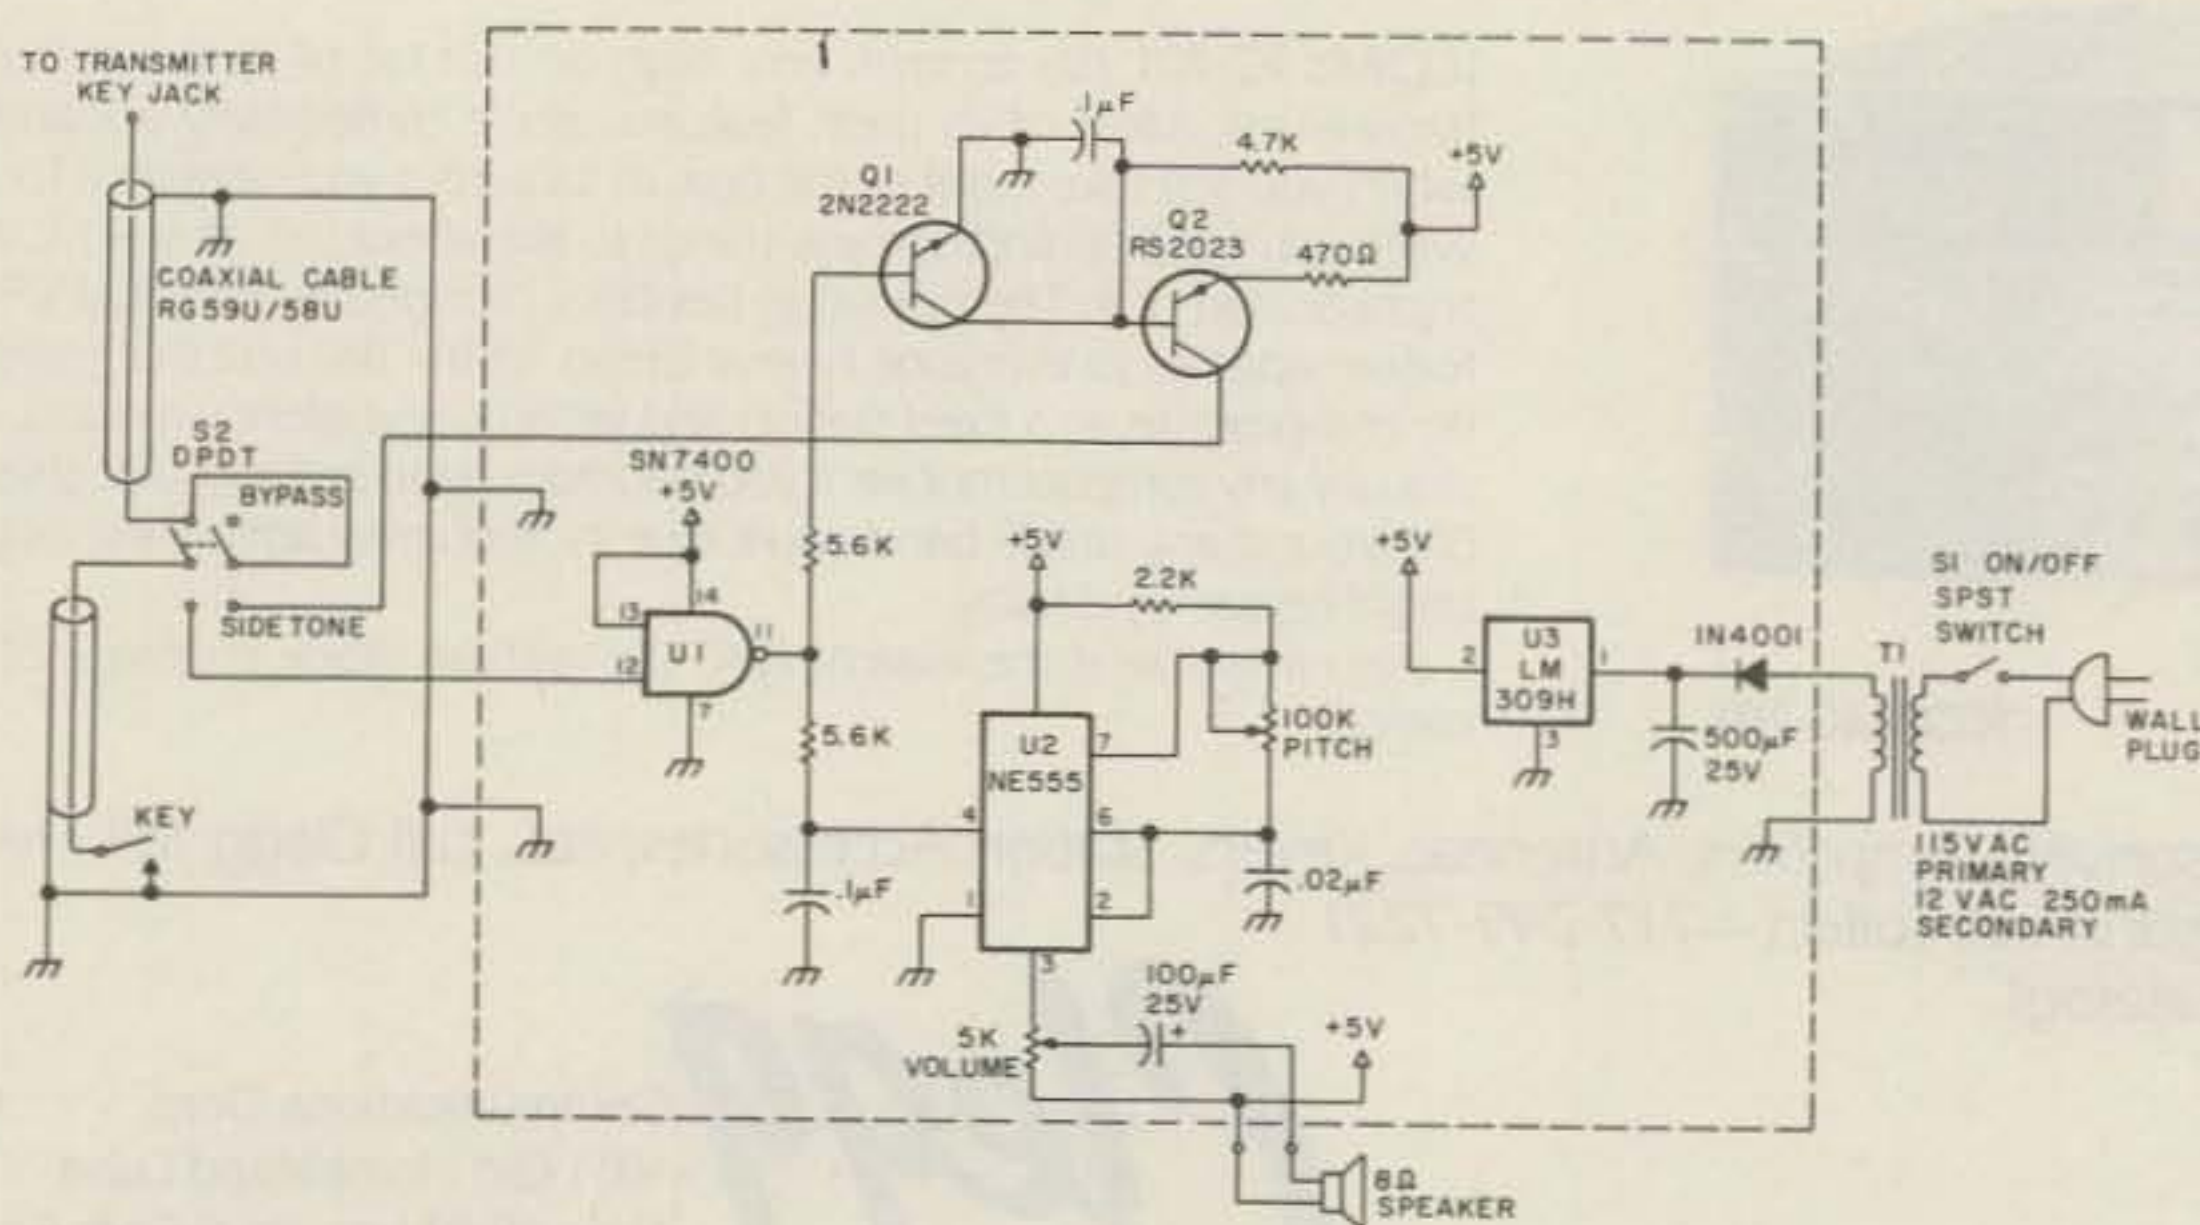 TO TRANSMITTER
KEY JACK
COAXIAL CABLE
RG59U/58U
S2
DPDT
BYPASS
SIDETONE
KEY
.1µF
4.7K
+5V
Q1
2N2222
Q2
RS2023
470Ω
SN7400
+5V
14
13
12
11
U1
7
5.6K
5.6K
.1µF
+5V
2.2K
U2
NE555
7
6
4
1
2
3
100K
PITCH
.02µF
100µF
25V
+
5K
VOLUME
+5V
8Ω
SPEAKER
+5V
2
U3
LM
309H
1
3
1N4001
500µF
25V
T1
S1 ON/OFF
SPST
SWITCH
WALL
PLUG
115VAC
PRIMARY
12 VAC 250mA
SECONDARY